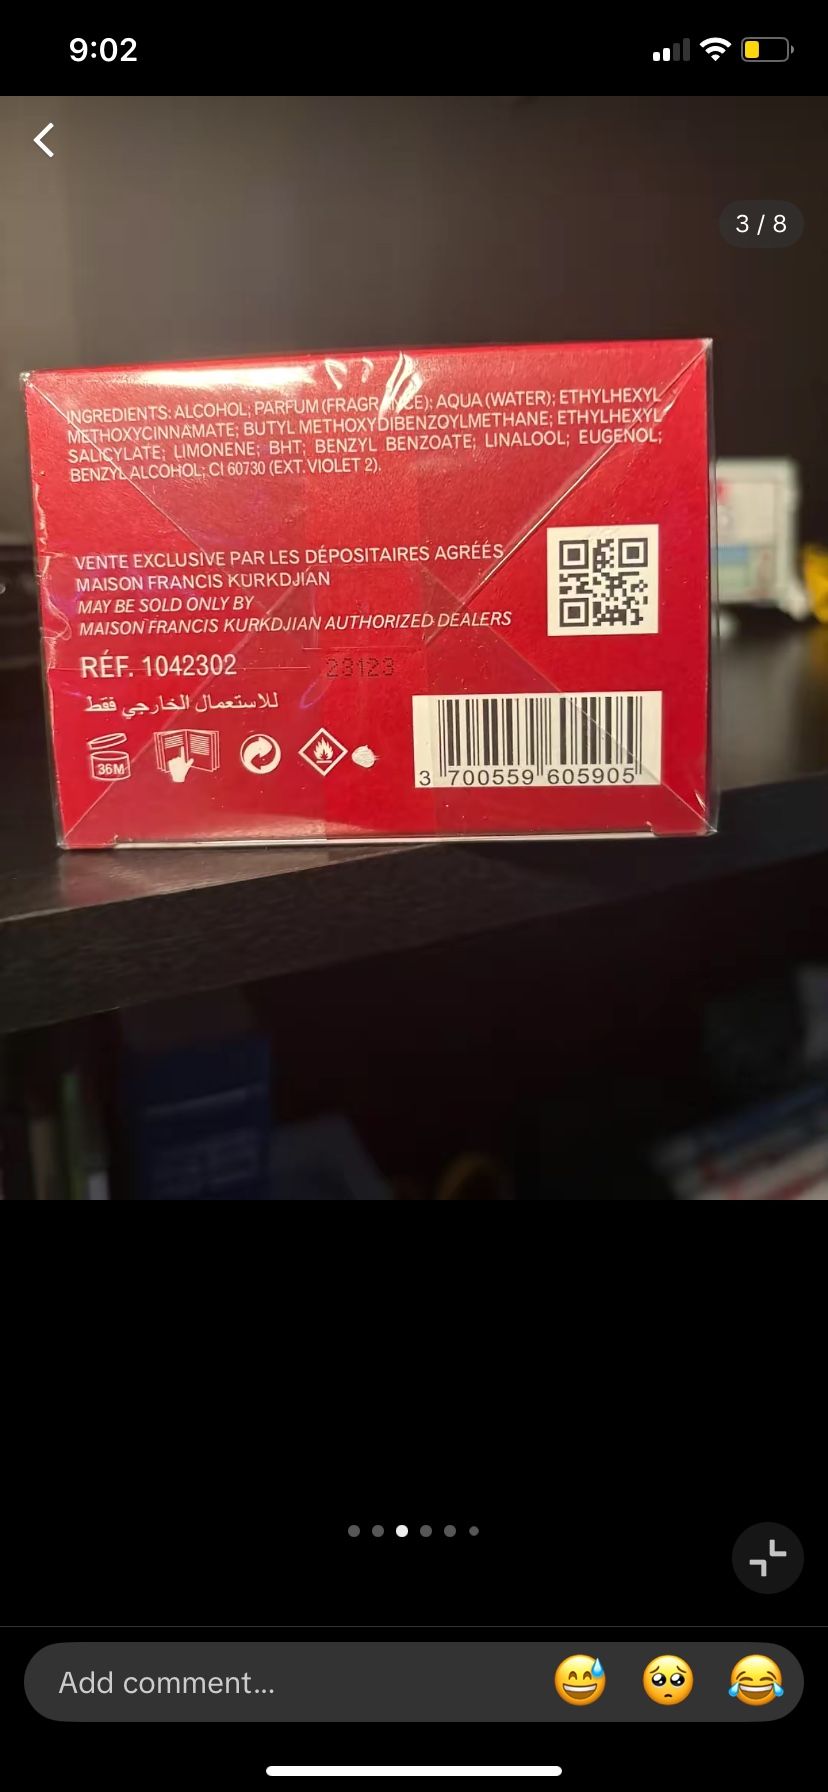 9:02
3 / 8
INGREDIENTS: ALCOHOL; PARFUM (FRAGRANCE); AQUA (WATER); ETHYLHEXYL
METHOXYCINNAMATE; BUTYL METHOXYDIBENZOYLMETHANE; ETHYLHEXYL
SALICYLATE; LIMONENE; BHT; BENZYL BENZOATE; LINALOOL; EUGENOL;
BENZYL ALCOHOL; CI 60730 (EXT. VIOLET 2).
VENTE EXCLUSIVE PAR LES DÉPOSITAIRES AGRÉÉS
MAISON FRANCIS KURKDJIAN
MAY BE SOLD ONLY BY
MAISON FRANCIS KURKDJIAN AUTHORIZED DEALERS
RÉF. 1042302
23123
للاستعمال الخارجي فقط
36M
3 700559 605905
Add comment...